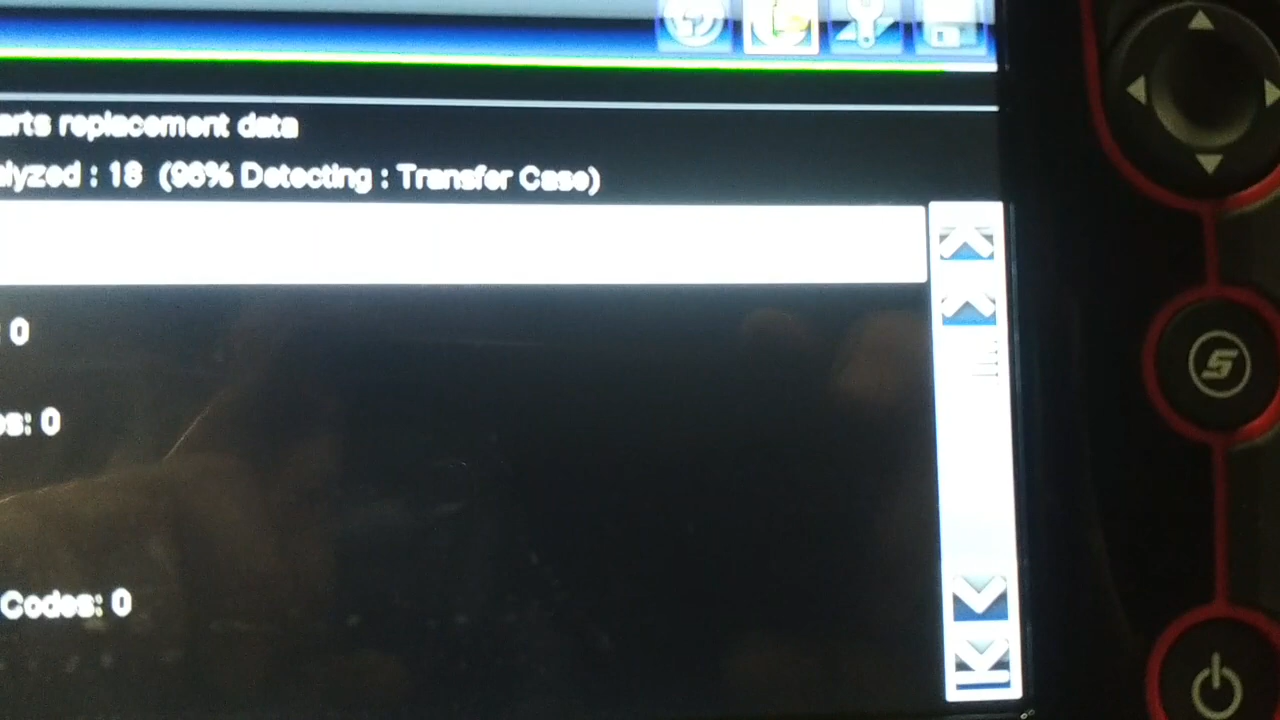 arts replacement data
alyzed : 18 (96% Detecting : Transfer Case)
: 0
es: 0
Codes: 0
S